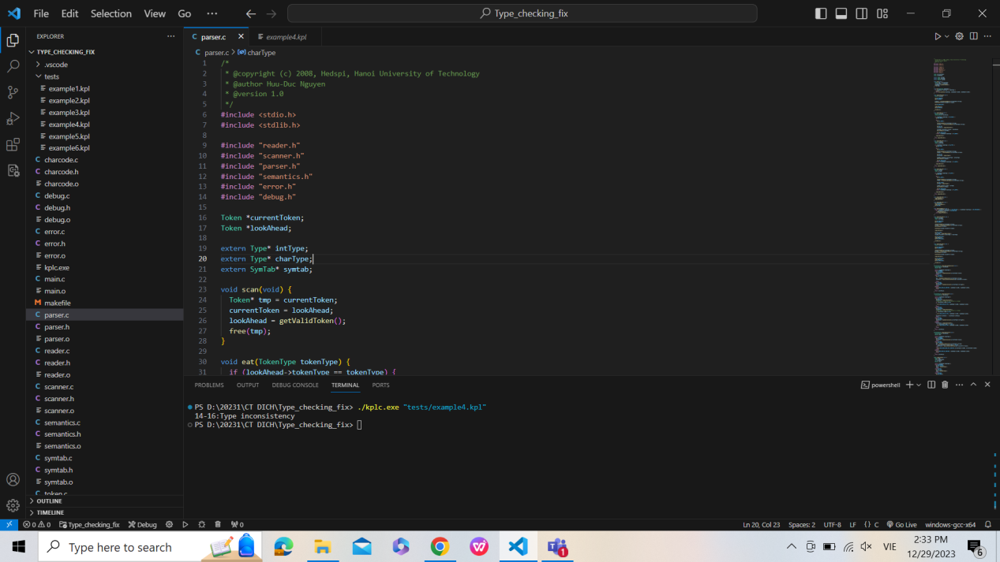 File Edit Selection View Go ··· Type_checking_fix
EXPLORER ···
TYPE_CHECKING_FIX
.vscode
tests
example1.kpl
example2.kpl
example3.kpl
example4.kpl
example5.kpl
example6.kpl
C charcode.c
C charcode.h
charcode.o
C debug.c
C debug.h
debug.o
C error.c
C error.h
error.o
kplc.exe
C main.c
main.o
M makefile
C parser.c
C parser.h
parser.o
C reader.c
C reader.h
reader.o
C scanner.c
C scanner.h
scanner.o
C semantics.c
C semantics.h
semantics.o
C symtab.c
C symtab.h
symtab.o
C token.c
OUTLINE
TIMELINE
C parser.c example4.kpl
C parser.c > charType
1 /*
2 * @copyright (c) 2008, Hedspi, Hanoi University of Technology
3 * @author Huu-Duc Nguyen
4 * @version 1.0
5 */
6 #include <stdio.h>
7 #include <stdlib.h>
8
9 #include "reader.h"
10 #include "scanner.h"
11 #include "parser.h"
12 #include "semantics.h"
13 #include "error.h"
14 #include "debug.h"
15
16 Token *currentToken;
17 Token *lookAhead;
18
19 extern Type* intType;
20 extern Type* charType;
21 extern SymTab* symtab;
22
23 void scan(void) {
24 Token* tmp = currentToken;
25 currentToken = lookAhead;
26 lookAhead = getValidToken();
27 free(tmp);
28 }
29
30 void eat(TokenType tokenType) {
31 if (lookAhead->tokenType == tokenType) {
PROBLEMS OUTPUT DEBUG CONSOLE TERMINAL PORTS powershell
PS D:\20231\CT DICH\Type_checking_fix> ./kplc.exe "tests/example4.kpl"
14-16:Type inconsistency
PS D:\20231\CT DICH\Type_checking_fix>
0 0 Type_checking_fix Debug 0 Ln 20, Col 23 Spaces: 2 UTF-8 LF {} C Go Live windows-gcc-x64
Type here to search 1 VIE 2:33 PM
12/29/2023 6